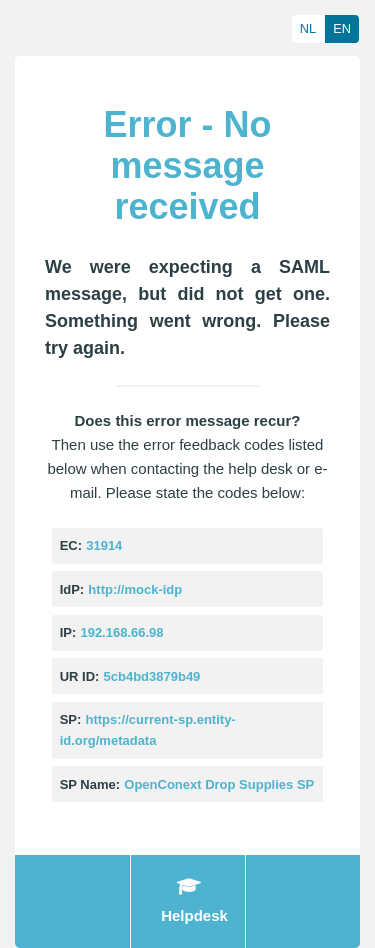 NL EN
Error - No
message
received
We were expecting a SAML
message, but did not get one.
Something went wrong. Please
try again.
Does this error message recur?
Then use the error feedback codes listed
below when contacting the help desk or e-
mail. Please state the codes below:
EC: 31914
IdP: http://mock-idp
IP: 192.168.66.98
UR ID: 5cb4bd3879b49
SP: https://current-sp.entity-
id.org/metadata
SP Name: OpenConext Drop Supplies SP
Helpdesk